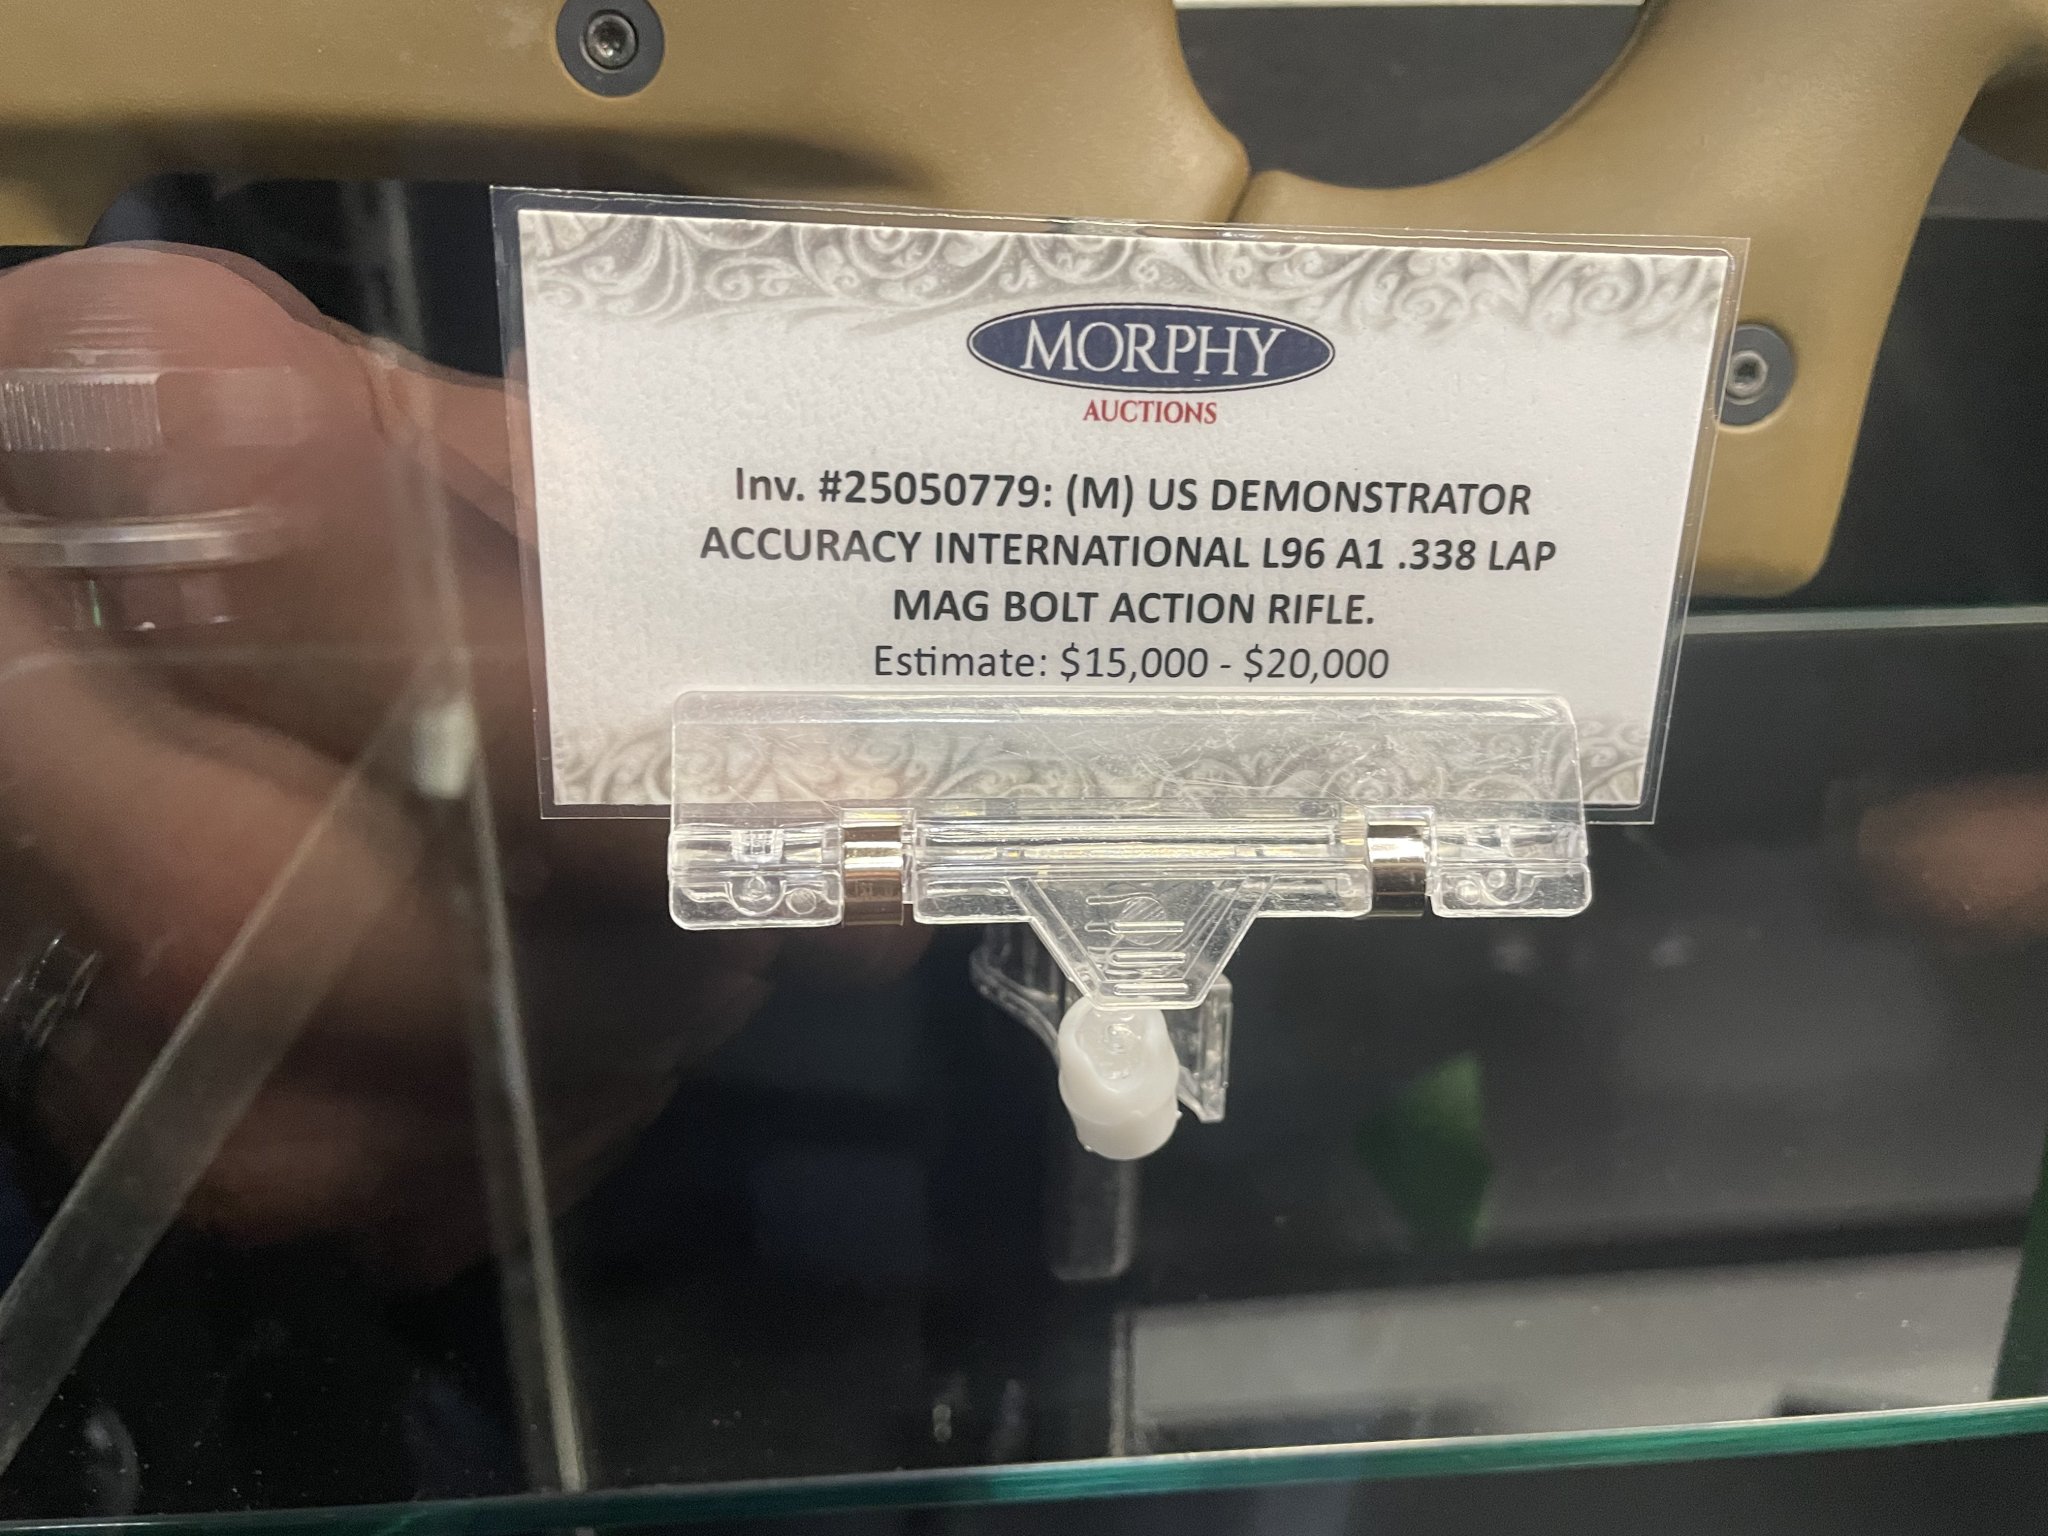 MORPHY
AUCTIONS
Inv. #25050779: (M) US DEMONSTRATOR
ACCURACY INTERNATIONAL L96 A1 .338 LAP
MAG BOLT ACTION RIFLE.
Estimate: $15,000 - $20,000